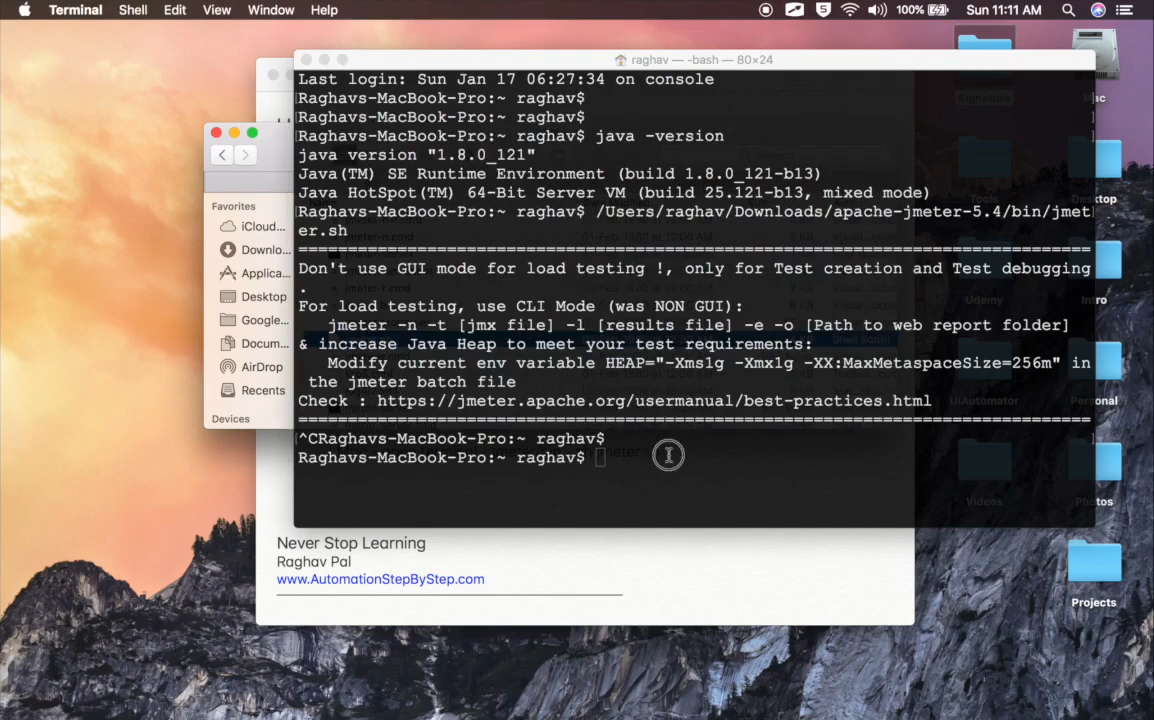 Terminal Shell Edit View Window Help
100% Sun 11:11 AM
raghav — -bash — 80×24
Last login: Sun Jan 17 06:27:34 on console
Raghavs-MacBook-Pro:~ raghav$
Raghavs-MacBook-Pro:~ raghav$
Raghavs-MacBook-Pro:~ raghav$ java -version
java version "1.8.0_121"
Java(TM) SE Runtime Environment (build 1.8.0_121-b13)
Java HotSpot(TM) 64-Bit Server VM (build 25.121-b13, mixed mode)
Raghavs-MacBook-Pro:~ raghav$ /Users/raghav/Downloads/apache-jmeter-5.4/bin/jmet
er.sh
================================================================================
Don't use GUI mode for load testing !, only for Test creation and Test debugging
.
For load testing, use CLI Mode (was NON GUI):
jmeter -n -t [jmx file] -l [results file] -e -o [Path to web report folder]
& increase Java Heap to meet your test requirements:
Modify current env variable HEAP="-Xms1g -Xmx1g -XX:MaxMetaspaceSize=256m" in
the jmeter batch file
Check : https://jmeter.apache.org/usermanual/best-practices.html
================================================================================
^CRaghavs-MacBook-Pro:~ raghav$
Raghavs-MacBook-Pro:~ raghav$
Favorites
iCloud...
Downlo...
Applica...
Desktop
Google...
Docum...
AirDrop
Recents
Devices
Never Stop Learning
Raghav Pal
www.AutomationStepByStep.com
Signature
Mac
Tools
Desktop
Udemy
Intro
UiAutomator
Personal
Videos
Photos
Projects